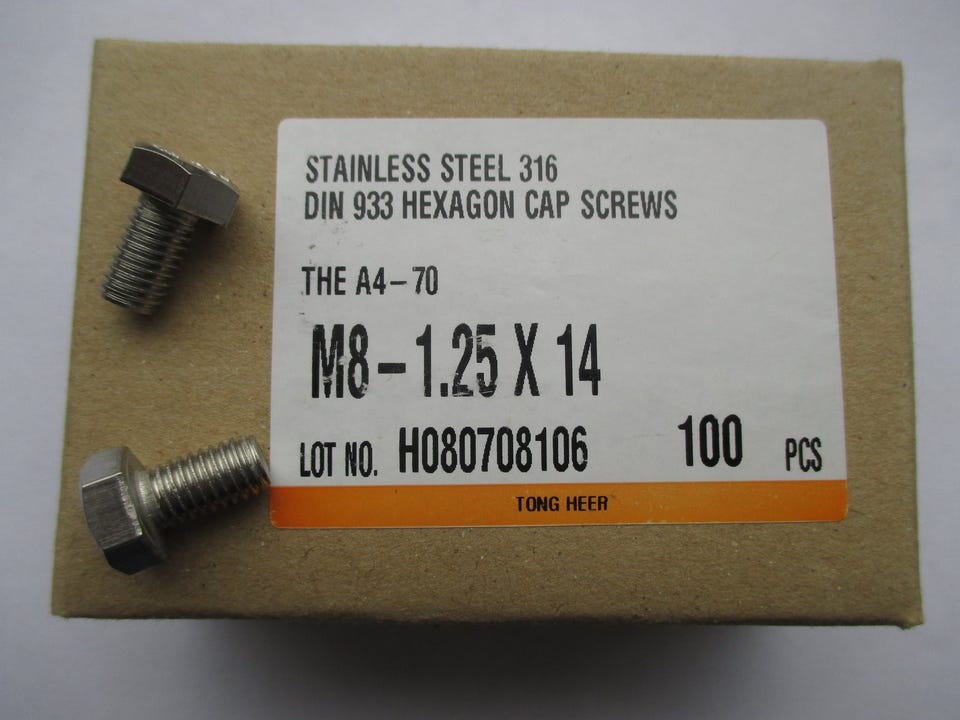 STAINLESS STEEL 316
DIN 933 HEXAGON CAP SCREWS
THE A4-70
M8-1.25 X 14
LOT NO. H080708106 100 PCS
TONG HEER